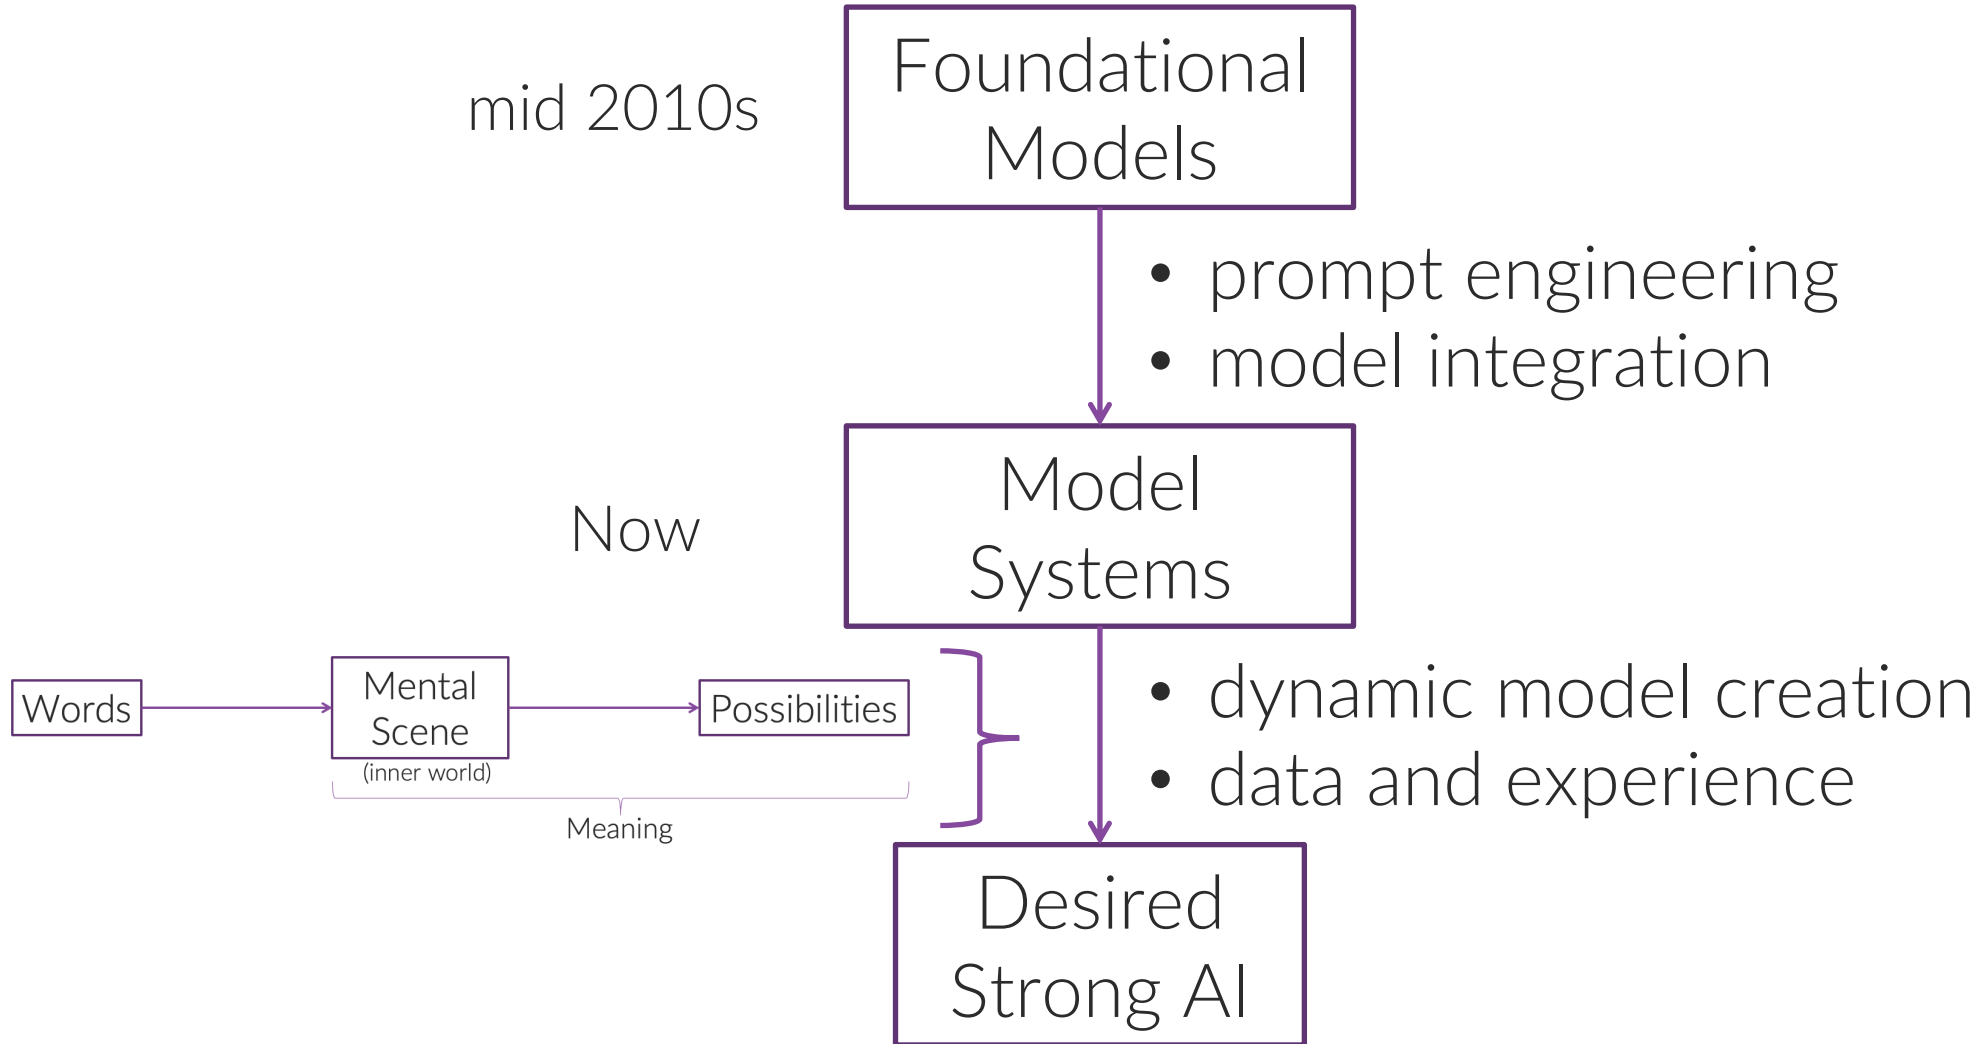 mid 2010s
Foundational
Models
• prompt engineering
• model integration
Now
Model
Systems
Words
Mental
Scene
(inner world)
Possibilities
Meaning
• dynamic model creation
• data and experience
Desired
Strong AI